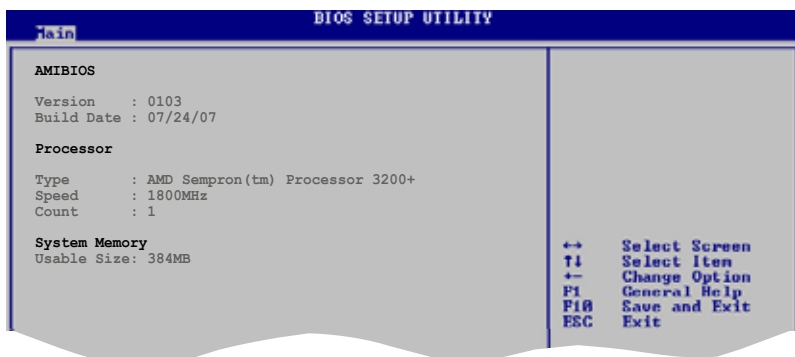 BIOS SETUP UTILITY
Main
AMIBIOS
Version : 0103
Build Date : 07/24/07
Processor
Type : AMD Sempron(tm) Processor 3200+
Speed : 1800MHz
Count : 1
System Memory
Usable Size: 384MB
↔ Select Screen
↑↓ Select Item
+- Change Option
F1 General Help
F10 Save and Exit
ESC Exit